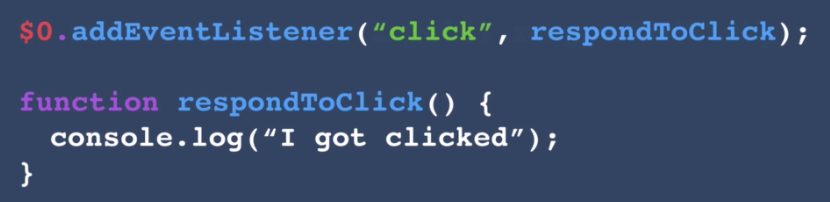 $0.addEventListener(“click”, respondToClick);
function respondToClick() {
console.log(“I got clicked”);
}